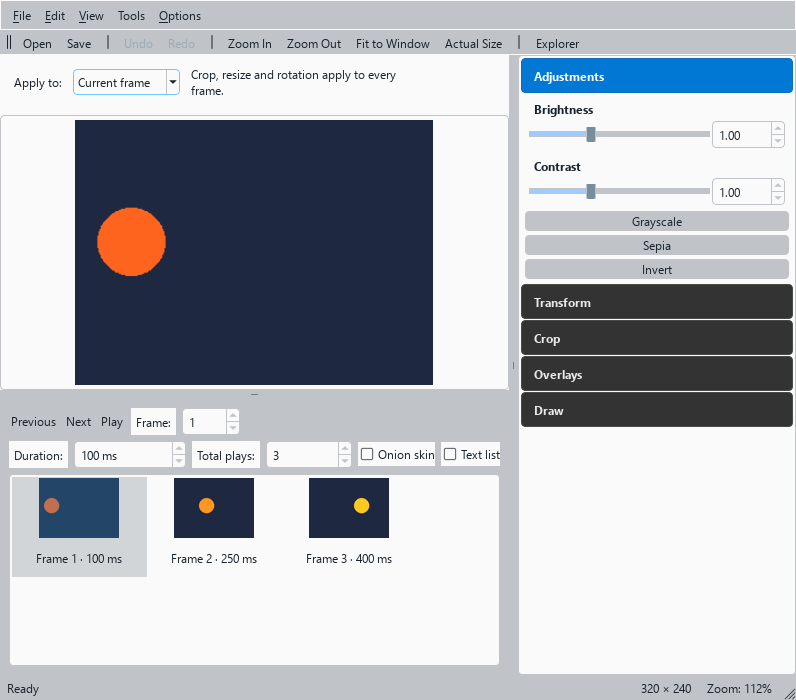 File Edit View Tools Options
Open Save Undo Redo Zoom In Zoom Out Fit to Window Actual Size Explorer
Apply to: Current frame Crop, resize and rotation apply to every
frame.
Adjustments
Brightness
1.00
Contrast
1.00
Grayscale
Sepia
Invert
Transform
Crop
Overlays
Draw
Previous Next Play Frame: 1
Duration: 100 ms Total plays: 3 Onion skin Text list
Frame 1 · 100 ms Frame 2 · 250 ms Frame 3 · 400 ms
Ready 320 × 240 Zoom: 112%